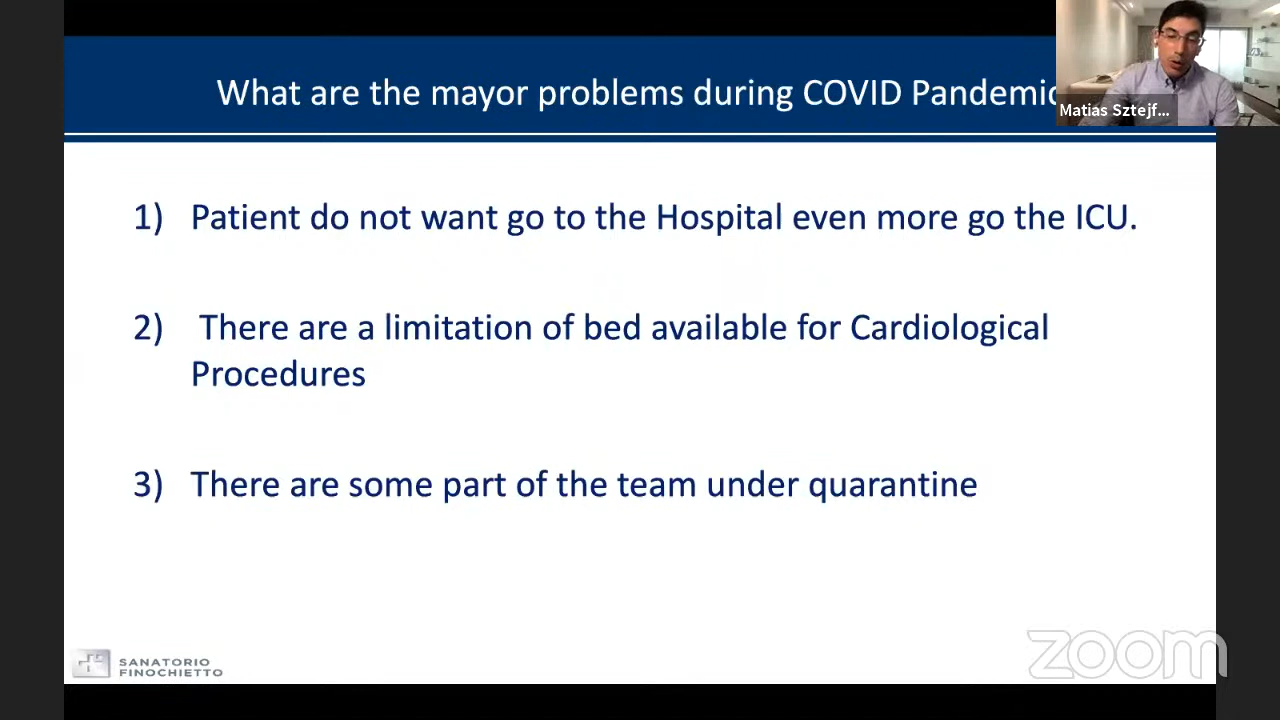 What are the mayor problems during COVID Pandemic
Matias Sztejf...
1) Patient do not want go to the Hospital even more go the ICU.
2) There are a limitation of bed available for Cardiological
Procedures
3) There are some part of the team under quarantine
SANATORIO
FINOCHIETTO
zoom